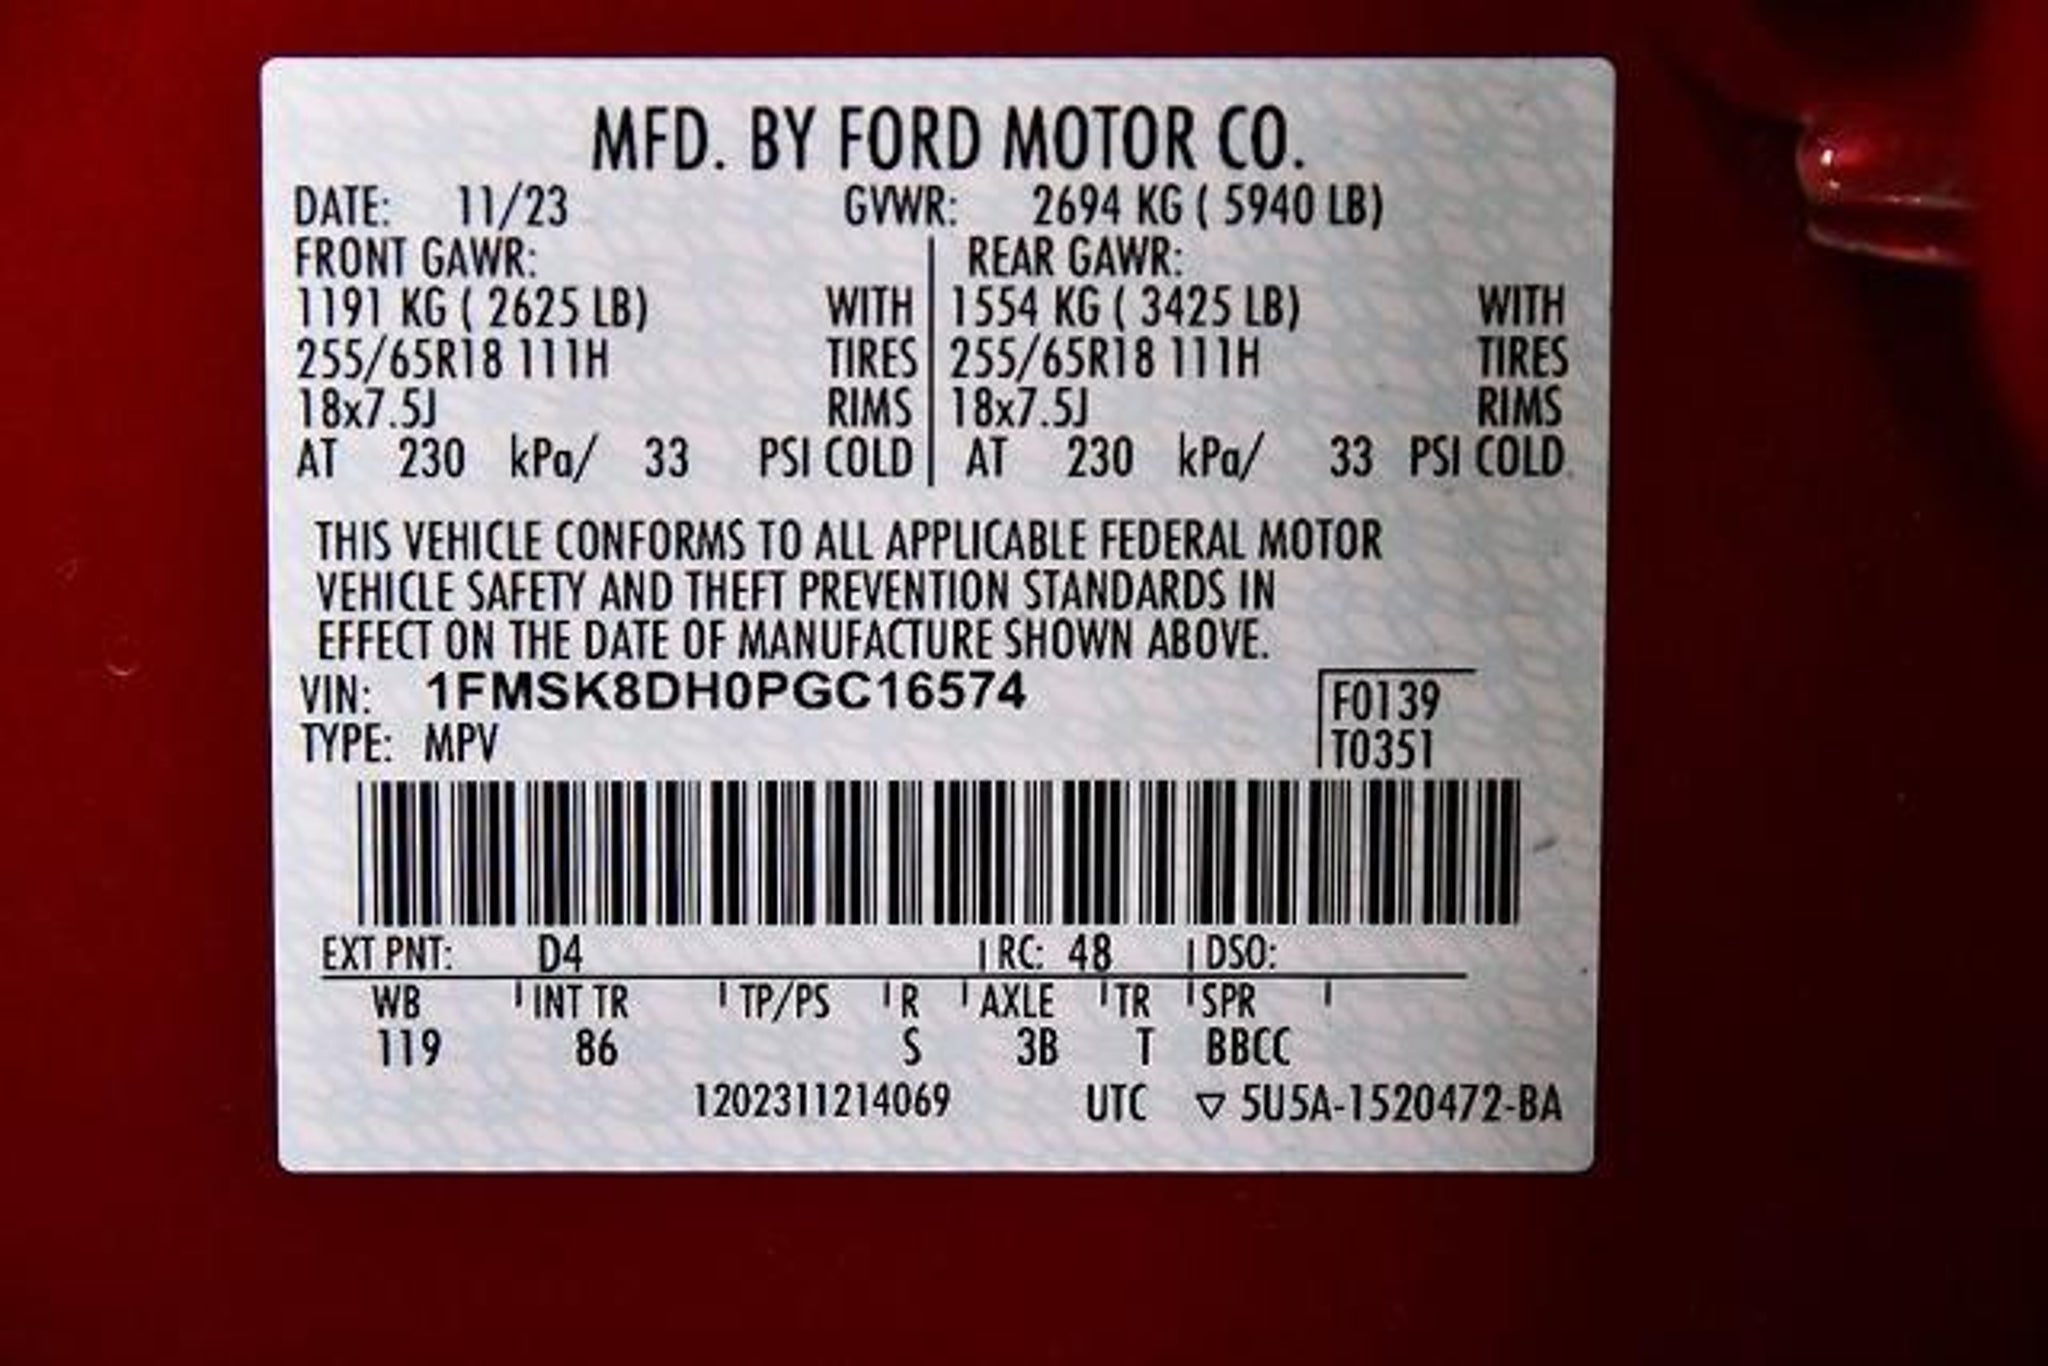 MFD. BY FORD MOTOR CO.
DATE: 11/23 GVWR: 2694 KG ( 5940 LB)
FRONT GAWR: REAR GAWR:
1191 KG ( 2625 LB) WITH 1554 KG ( 3425 LB) WITH
255/65R18 111H TIRES 255/65R18 111H TIRES
18x7.5J RIMS 18x7.5J RIMS
AT 230 kPa/ 33 PSI COLD AT 230 kPa/ 33 PSI COLD
THIS VEHICLE CONFORMS TO ALL APPLICABLE FEDERAL MOTOR
VEHICLE SAFETY AND THEFT PREVENTION STANDARDS IN
EFFECT ON THE DATE OF MANUFACTURE SHOWN ABOVE.
VIN: 1FMSK8DH0PGC16574 F0139
TYPE: MPV T0351
EXT PNT: D4 RC: 48 DSO:
WB INT TR TP/PS R AXLE TR SPR
119 86 S 3B T BBCC
1202311214069 UTC ▽ 5U5A-1520472-BA